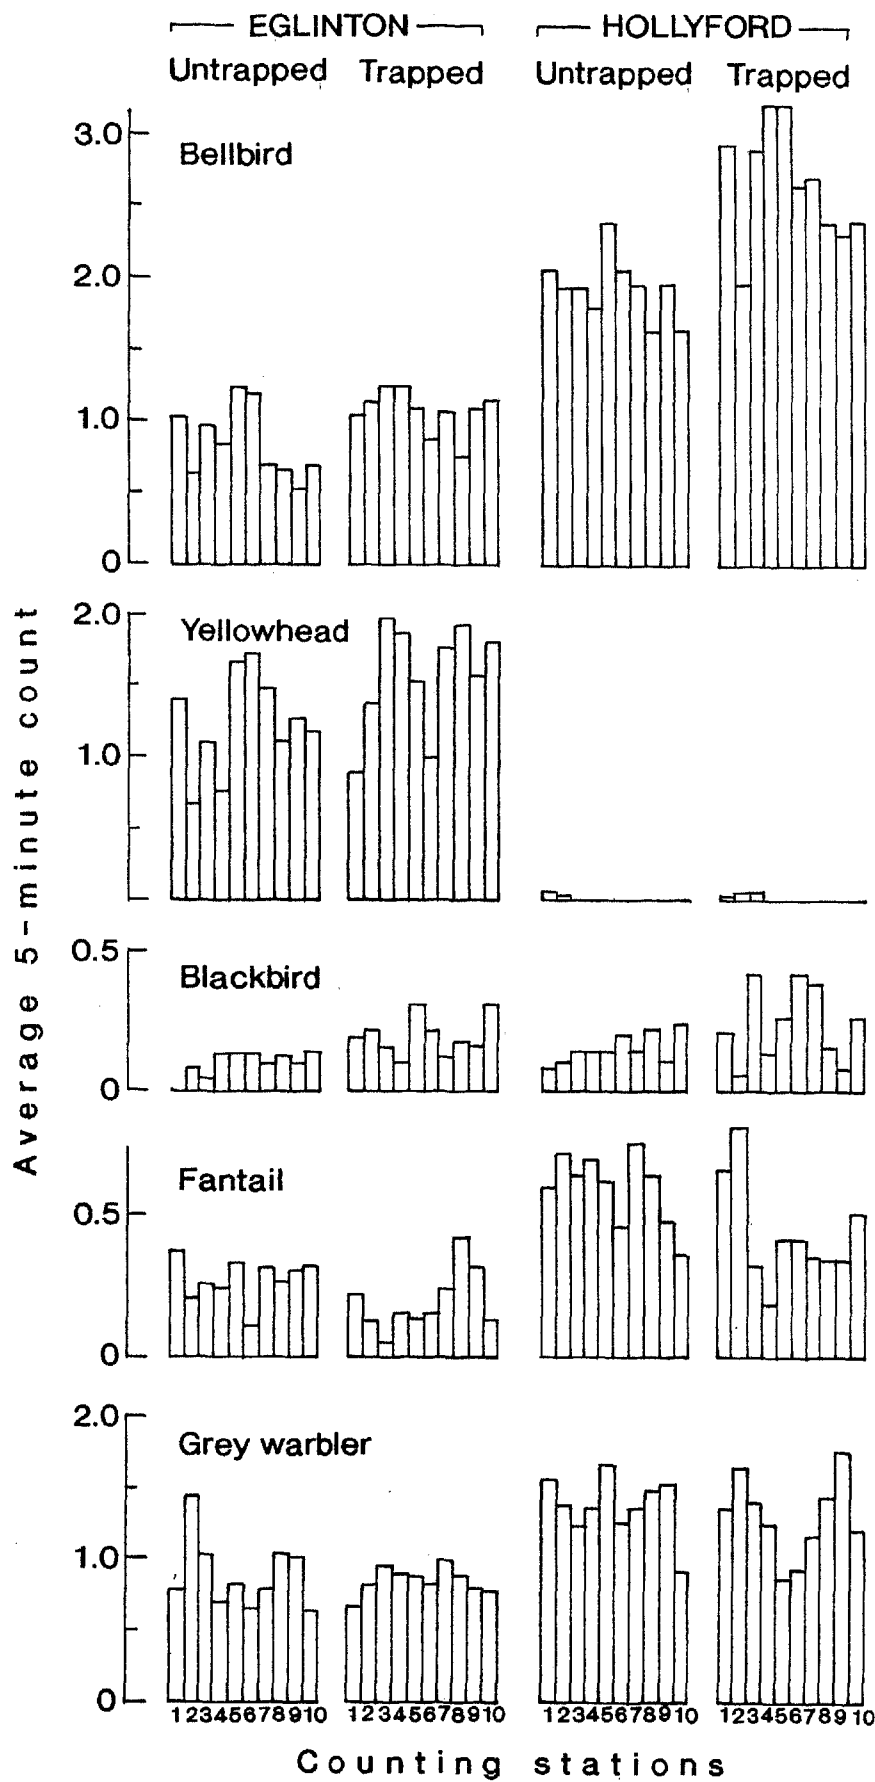 EGLINTON HOLLYFORD
Untrapped Trapped Untrapped Trapped
3.0
Bellbird
2.0
1.0
0
2.0
Yellowhead
1.0
0.5
Blackbird
0
Fantail
0.5
0
2.0
Grey warbler
1.0
0
12345678910 12345678910 12345678910 12345678910
Counting stations
Average 5-minute count